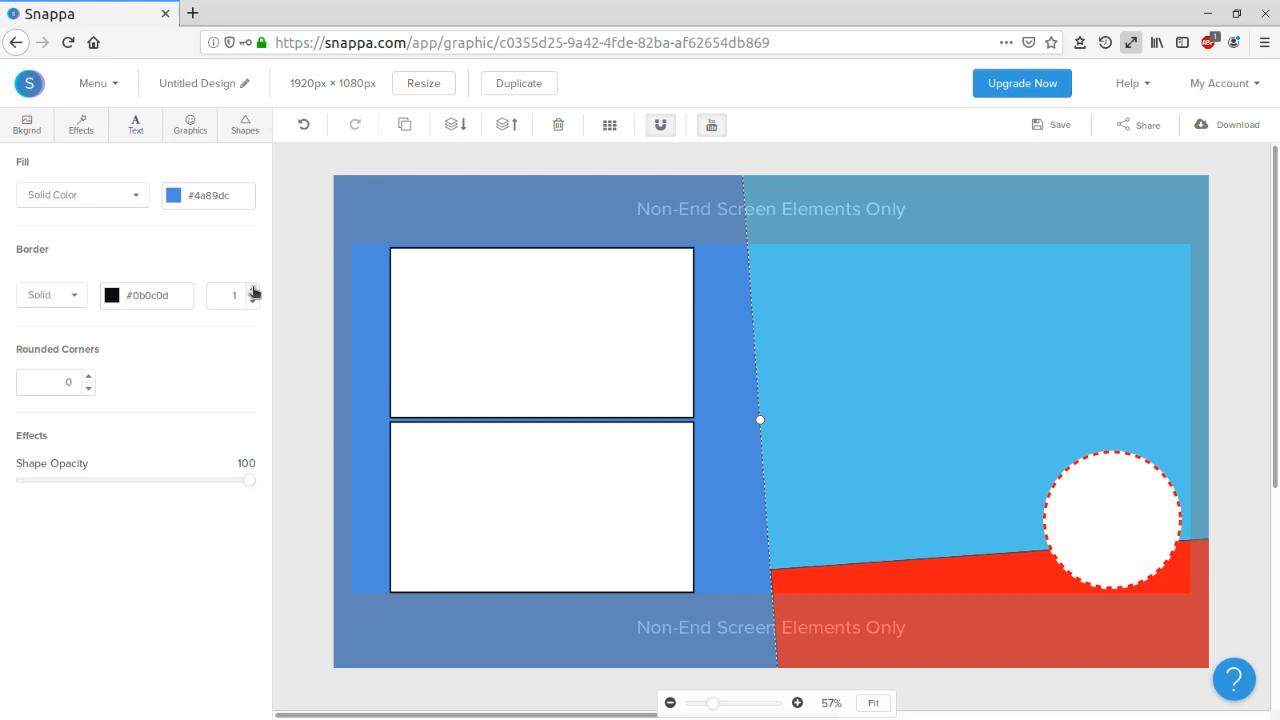 Snappa
https://snappa.com/app/graphic/c0355d25-9a42-4fde-82ba-af62654db869
1
S
Menu
Untitled Design
1920px × 1080px
Resize
Duplicate
Upgrade Now
Help
My Account
Bkgrnd
Effects
Text
Graphics
Shapes
Save
Share
Download
Fill
Solid Color
#4a89dc
Border
Solid
#0b0c0d
1
Rounded Corners
0
Effects
Shape Opacity 100
Non-End Screen Elements Only
Non-End Screen Elements Only
57%
Fit
?